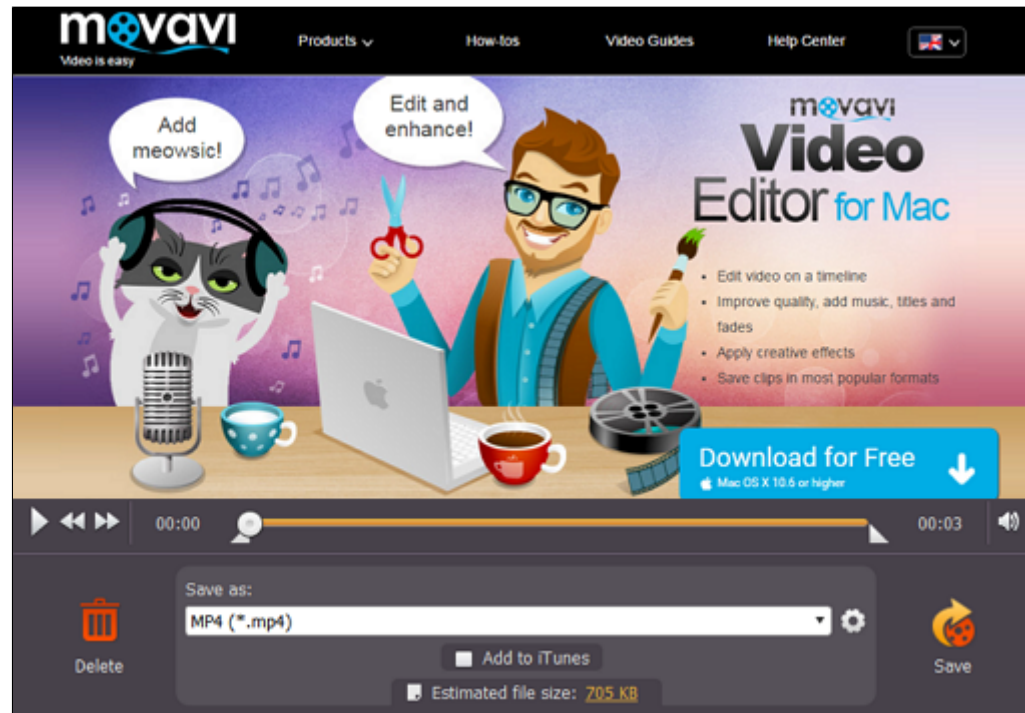 movavi
Video is easy
Products How-tos Video Guides Help Center
Add
meowsic!
Edit and
enhance!
movavi
Video
Editor for Mac
• Edit video on a timeline
• Improve quality, add music, titles and
fades
• Apply creative effects
• Save clips in most popular formats
Download for Free
Mac OS X 10.6 or higher
00:00 00:03
Save as:
MP4 (*.mp4)
Delete
Add to iTunes
Save
Estimated file size: 705 KB